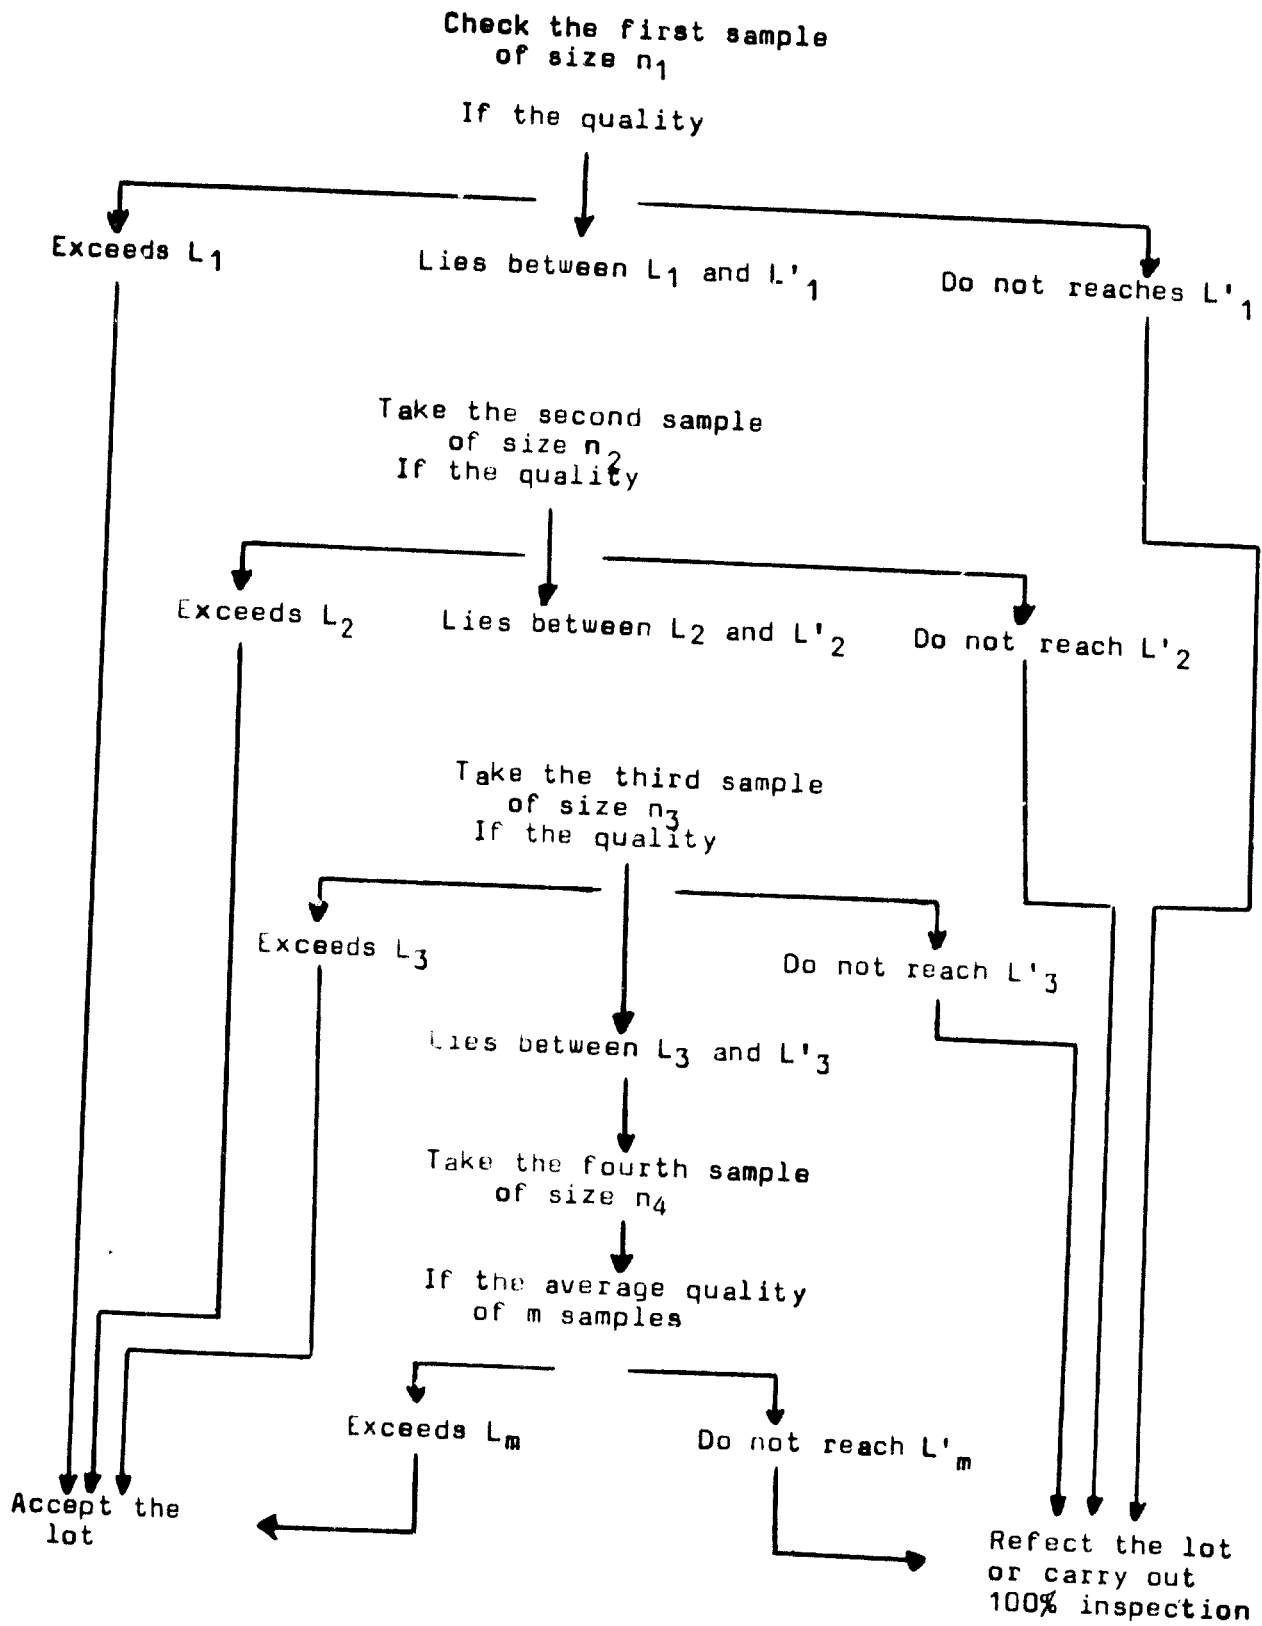 Check the first sample
of size n₁
If the quality
Exceeds L₁
Lies between L₁ and L'₁
Do not reaches L'₁
Take the second sample
of size n₂
If the quality
Exceeds L₂
Lies between L₂ and L'₂
Do not reach L'₂
Take the third sample
of size n₃
If the quality
Exceeds L₃
Do not reach L'₃
Lies between L₃ and L'₃
Take the fourth sample
of size n₄
If the average quality
of m samples
Exceeds Lₘ
Do not reach L'ₘ
Accept the
lot
Refect the lot
or carry out
100% inspection